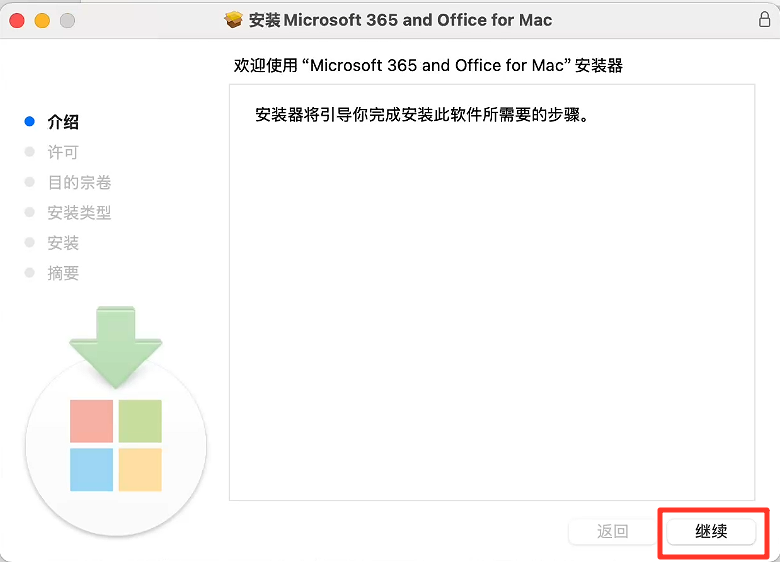 安装Microsoft 365 and Office for Mac
欢迎使用 “Microsoft 365 and Office for Mac” 安装器
安装器将引导你完成安装此软件所需要的步骤。
介绍
许可
目的宗卷
安装类型
安装
摘要
返回
继续